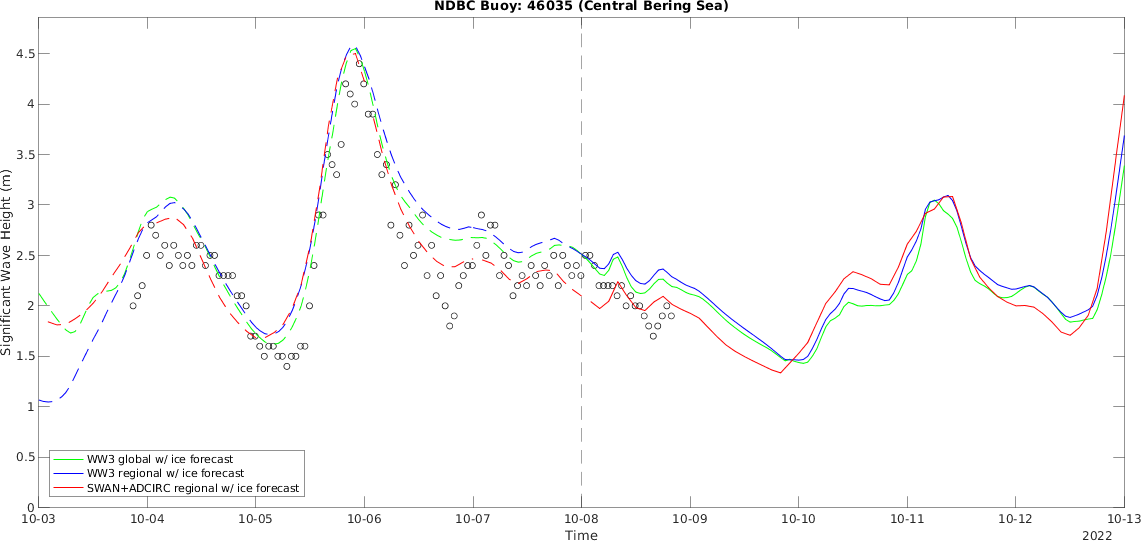 NDBC Buoy: 46035 (Central Bering Sea)
4.5
4
3.5
3
2.5
2
1.5
1
0.5
0
Significant Wave Height (m)
WW3 global w/ ice forecast
WW3 regional w/ ice forecast
SWAN+ADCIRC regional w/ ice forecast
10-03 10-04 10-05 10-06 10-07 10-08 10-09 10-10 10-11 10-12 10-13
Time
2022